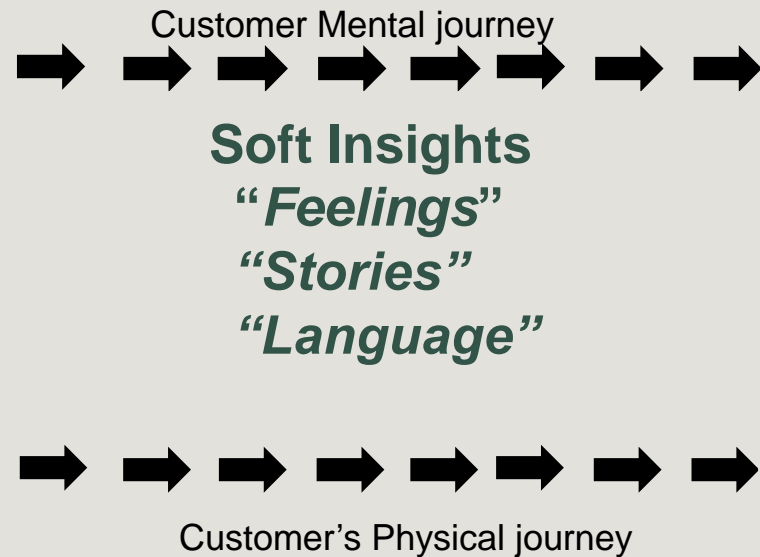 Customer Mental journey
Soft Insights
“Feelings”
“Stories”
“Language”
Customer’s Physical journey